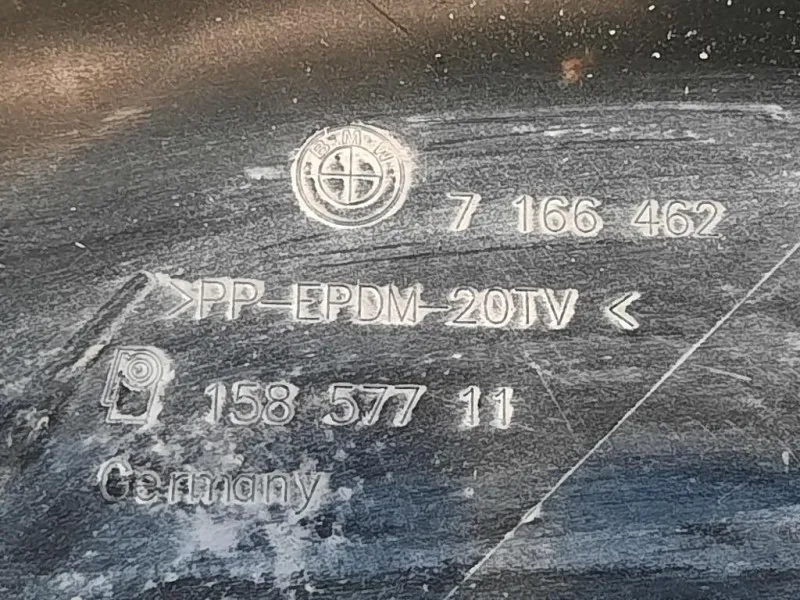 BMW
7 166 462
>PP-EPDM-20TV<
158 577 11
Germany